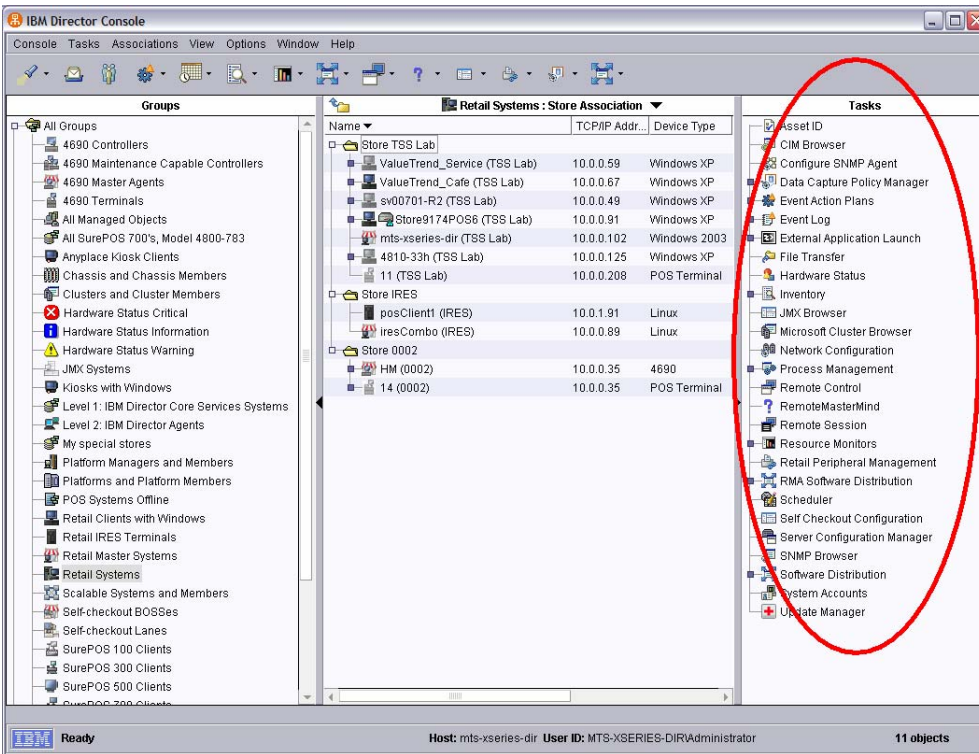 IBM Director Console
Console Tasks Associations View Options Window Help
Groups
All Groups
4690 Controllers
4690 Maintenance Capable Controllers
4690 Master Agents
4690 Terminals
All Managed Objects
All SurePOS 700's, Model 4800-783
Anyplace Kiosk Clients
Chassis and Chassis Members
Clusters and Cluster Members
Hardware Status Critical
Hardware Status Information
Hardware Status Warning
JMX Systems
Kiosks with Windows
Level 1: IBM Director Core Services Systems
Level 2: IBM Director Agents
My special stores
Platform Managers and Members
Platforms and Platform Members
POS Systems Offline
Retail Clients with Windows
Retail IRES Terminals
Retail Master Systems
Retail Systems
Scalable Systems and Members
Self-checkout BOSSes
Self-checkout Lanes
SurePOS 100 Clients
SurePOS 300 Clients
SurePOS 500 Clients
SurePOS 700 Clients
Retail Systems : Store Association
Name TCP/IP Addr... Device Type
Store TSS Lab
ValueTrend_Service (TSS Lab) 10.0.0.59 Windows XP
ValueTrend_Cafe (TSS Lab) 10.0.0.67 Windows XP
sv00701-R2 (TSS Lab) 10.0.0.49 Windows XP
Store9174POS6 (TSS Lab) 10.0.0.91 Windows XP
mts-xseries-dir (TSS Lab) 10.0.0.102 Windows 2003
4810-33h (TSS Lab) 10.0.0.125 Windows XP
11 (TSS Lab) 10.0.0.208 POS Terminal
Store IRES
posClient1 (IRES) 10.0.1.91 Linux
iresCombo (IRES) 10.0.0.89 Linux
Store 0002
HM (0002) 10.0.0.35 4690
14 (0002) 10.0.0.35 POS Terminal
Tasks
Asset ID
CIM Browser
Configure SNMP Agent
Data Capture Policy Manager
Event Action Plans
Event Log
External Application Launch
File Transfer
Hardware Status
Inventory
JMX Browser
Microsoft Cluster Browser
Network Configuration
Process Management
Remote Control
RemoteMasterMind
Remote Session
Resource Monitors
Retail Peripheral Management
RMA Software Distribution
Scheduler
Self Checkout Configuration
Server Configuration Manager
SNMP Browser
Software Distribution
System Accounts
Update Manager
IBM Ready Host: mts-xseries-dir User ID: MTS-XSERIES-DIR\Administrator 11 objects